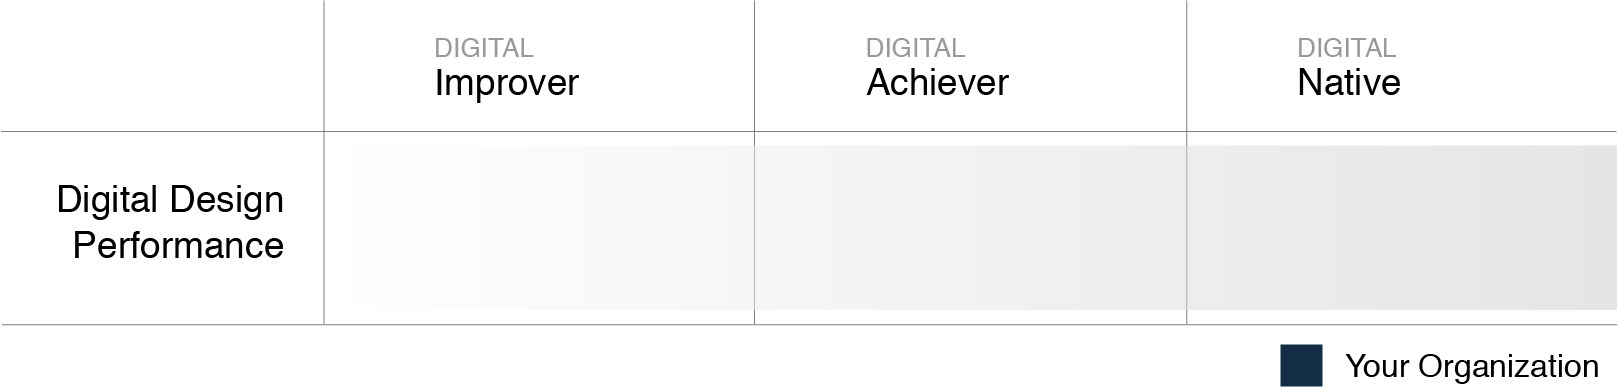 DIGITAL
Improver
DIGITAL
Achiever
DIGITAL
Native
Digital Design
Performance
Your Organization